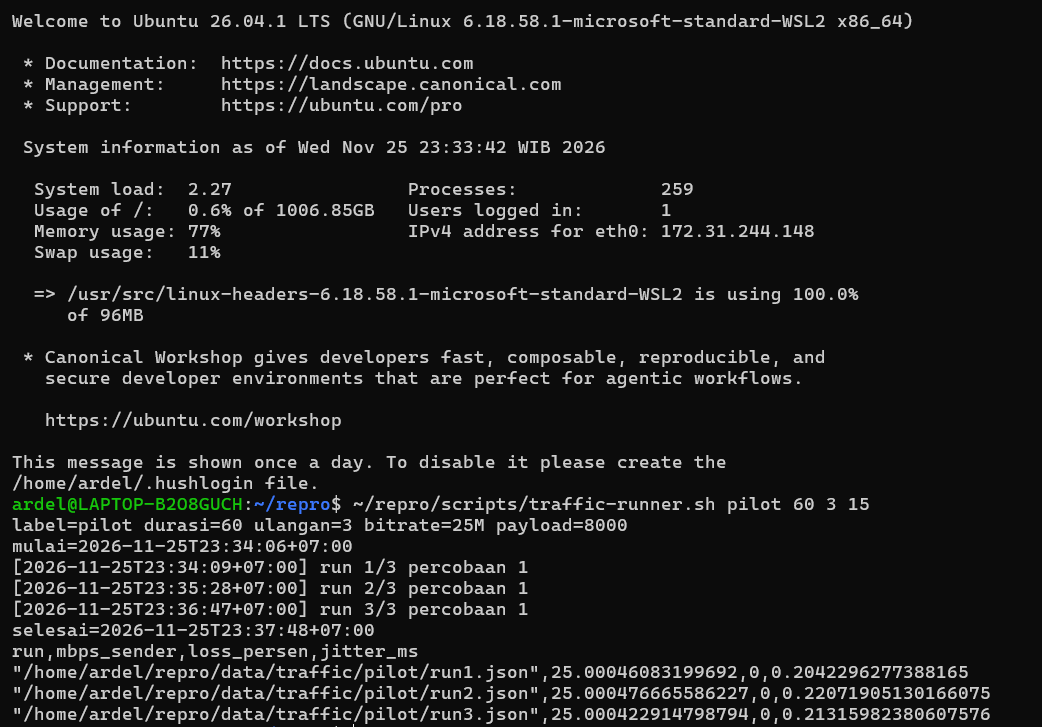 Welcome to Ubuntu 26.04.1 LTS (GNU/Linux 6.18.58.1-microsoft-standard-WSL2 x86_64)
* Documentation: https://docs.ubuntu.com
* Management: https://landscape.canonical.com
* Support: https://ubuntu.com/pro
System information as of Wed Nov 25 23:33:42 WIB 2026
System load: 2.27 Processes: 259
Usage of /: 0.6% of 1006.85GB Users logged in: 1
Memory usage: 77% IPv4 address for eth0: 172.31.244.148
Swap usage: 11%
=> /usr/src/linux-headers-6.18.58.1-microsoft-standard-WSL2 is using 100.0%
of 96MB
* Canonical Workshop gives developers fast, composable, reproducible, and
secure developer environments that are perfect for agentic workflows.
https://ubuntu.com/workshop
This message is shown once a day. To disable it please create the
/home/ardel/.hushlogin file.
ardel@LAPTOP-B2O8GUCH:~/repro$ ~/repro/scripts/traffic-runner.sh pilot 60 3 15
label=pilot durasi=60 ulangan=3 bitrate=25M payload=8000
mulai=2026-11-25T23:34:06+07:00
[2026-11-25T23:34:09+07:00] run 1/3 percobaan 1
[2026-11-25T23:35:28+07:00] run 2/3 percobaan 1
[2026-11-25T23:36:47+07:00] run 3/3 percobaan 1
selesai=2026-11-25T23:37:48+07:00
run,mbps_sender,loss_persen,jitter_ms
"/home/ardel/repro/data/traffic/pilot/run1.json",25.00046083199692,0,0.2042296277388165
"/home/ardel/repro/data/traffic/pilot/run2.json",25.000476665586227,0,0.220719051301660​75
"/home/ardel/repro/data/traffic/pilot/run3.json",25.000422914798794,0,0.21315982380607576